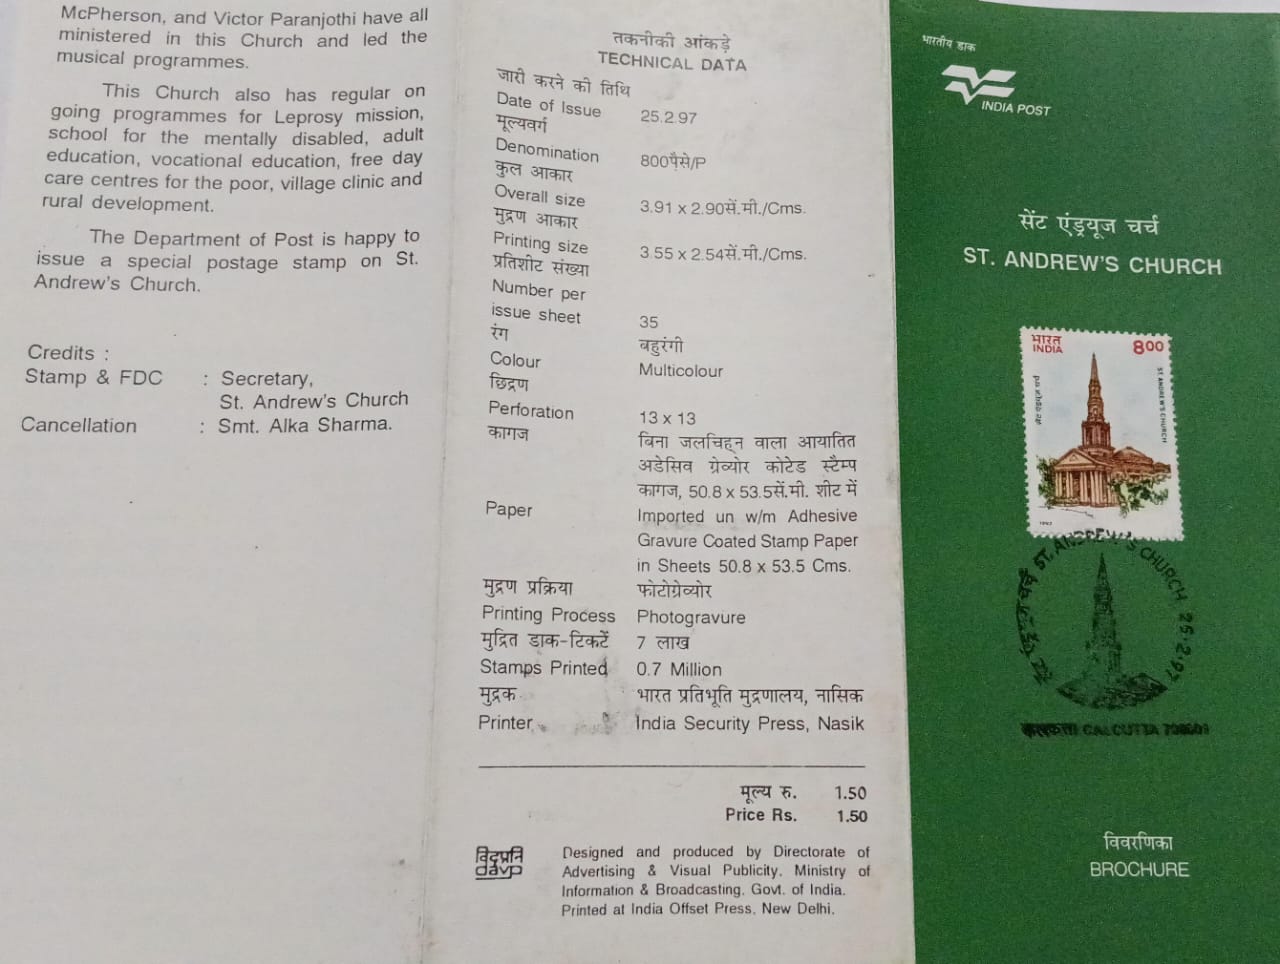 McPherson, and Victor Paranjothi have all
ministered in this Church and led the
musical programmes.
This Church also has regular on
going programmes for Leprosy mission,
school for the mentally disabled, adult
education, vocational education, free day
care centres for the poor, village clinic and
rural development.
The Department of Post is happy to
issue a special postage stamp on St.
Andrew's Church.
Credits :
Stamp & FDC : Secretary,
St. Andrew's Church
Cancellation : Smt. Alka Sharma.
तकनीकी आंकड़े
TECHNICAL DATA
जारी करने की तिथि
Date of Issue 25.2.97
मूल्यवर्ग
Denomination 800पैसे/P
कुल आकार
Overall size 3.91 x 2.90सें.मी./Cms.
मुद्रण आकार
Printing size 3.55 x 2.54सें.मी./Cms.
प्रतिशीट संख्या
Number per
issue sheet 35
रंग बहुरंगी
Colour Multicolour
छिद्रण
Perforation 13 x 13
कागज बिना जलचिह्न वाला आयातित
अडेसिव ग्रेव्योर कोटेड स्टैम्प
कागज, 50.8 x 53.5सें.मी. शीट में
Paper Imported un w/m Adhesive
Gravure Coated Stamp Paper
in Sheets 50.8 x 53.5 Cms.
मुद्रण प्रक्रिया फोटोग्रेव्योर
Printing Process Photogravure
मुद्रित डाक-टिकटें 7 लाख
Stamps Printed 0.7 Million
मुद्रक भारत प्रतिभूति मुद्रणालय, नासिक
Printer India Security Press, Nasik
मूल्य रु. 1.50
Price Rs. 1.50
विदृप्रनि
davp
Designed and produced by Directorate of
Advertising & Visual Publicity, Ministry of
Information & Broadcasting, Govt. of India.
Printed at India Offset Press, New Delhi.
भारतीय डाक
INDIA POST
सेंट एंड्रयूज चर्च
ST. ANDREW'S CHURCH
भारत
INDIA
800
सेंट एंड्रयूज चर्च
ST. ANDREW'S CHURCH
1997
सेंट एंड्रयूज चर्च ST. ANDREW'S CHURCH, 25.2.97
कलकत्ता CALCUTTA 700001
विवरणिका
BROCHURE